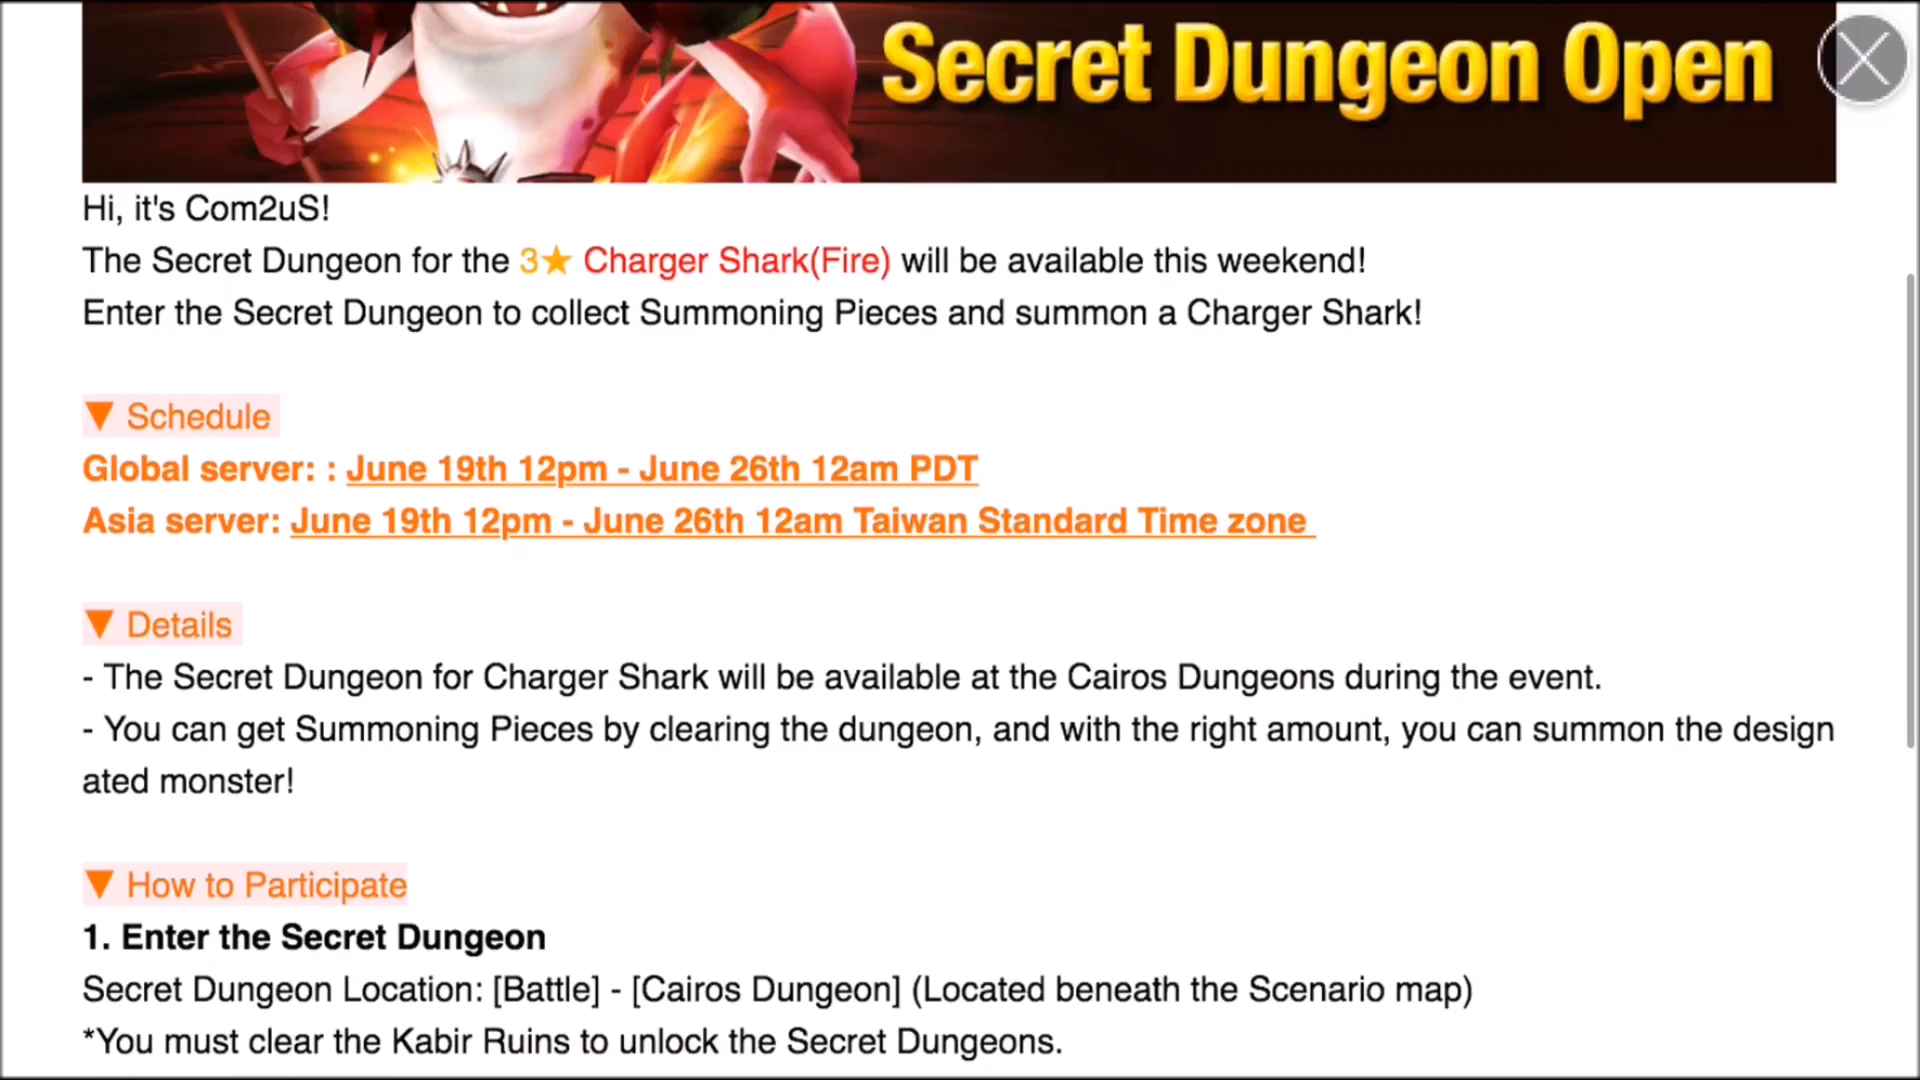 Secret Dungeon Open
Hi, it's Com2uS!
The Secret Dungeon for the 3★ Charger Shark(Fire) will be available this weekend!
Enter the Secret Dungeon to collect Summoning Pieces and summon a Charger Shark!
▼ Schedule
Global server: : June 19th 12pm - June 26th 12am PDT
Asia server: June 19th 12pm - June 26th 12am Taiwan Standard Time zone
▼ Details
- The Secret Dungeon for Charger Shark will be available at the Cairos Dungeons during the event.
- You can get Summoning Pieces by clearing the dungeon, and with the right amount, you can summon the design
ated monster!
▼ How to Participate
1. Enter the Secret Dungeon
Secret Dungeon Location: [Battle] - [Cairos Dungeon] (Located beneath the Scenario map)
*You must clear the Kabir Ruins to unlock the Secret Dungeons.